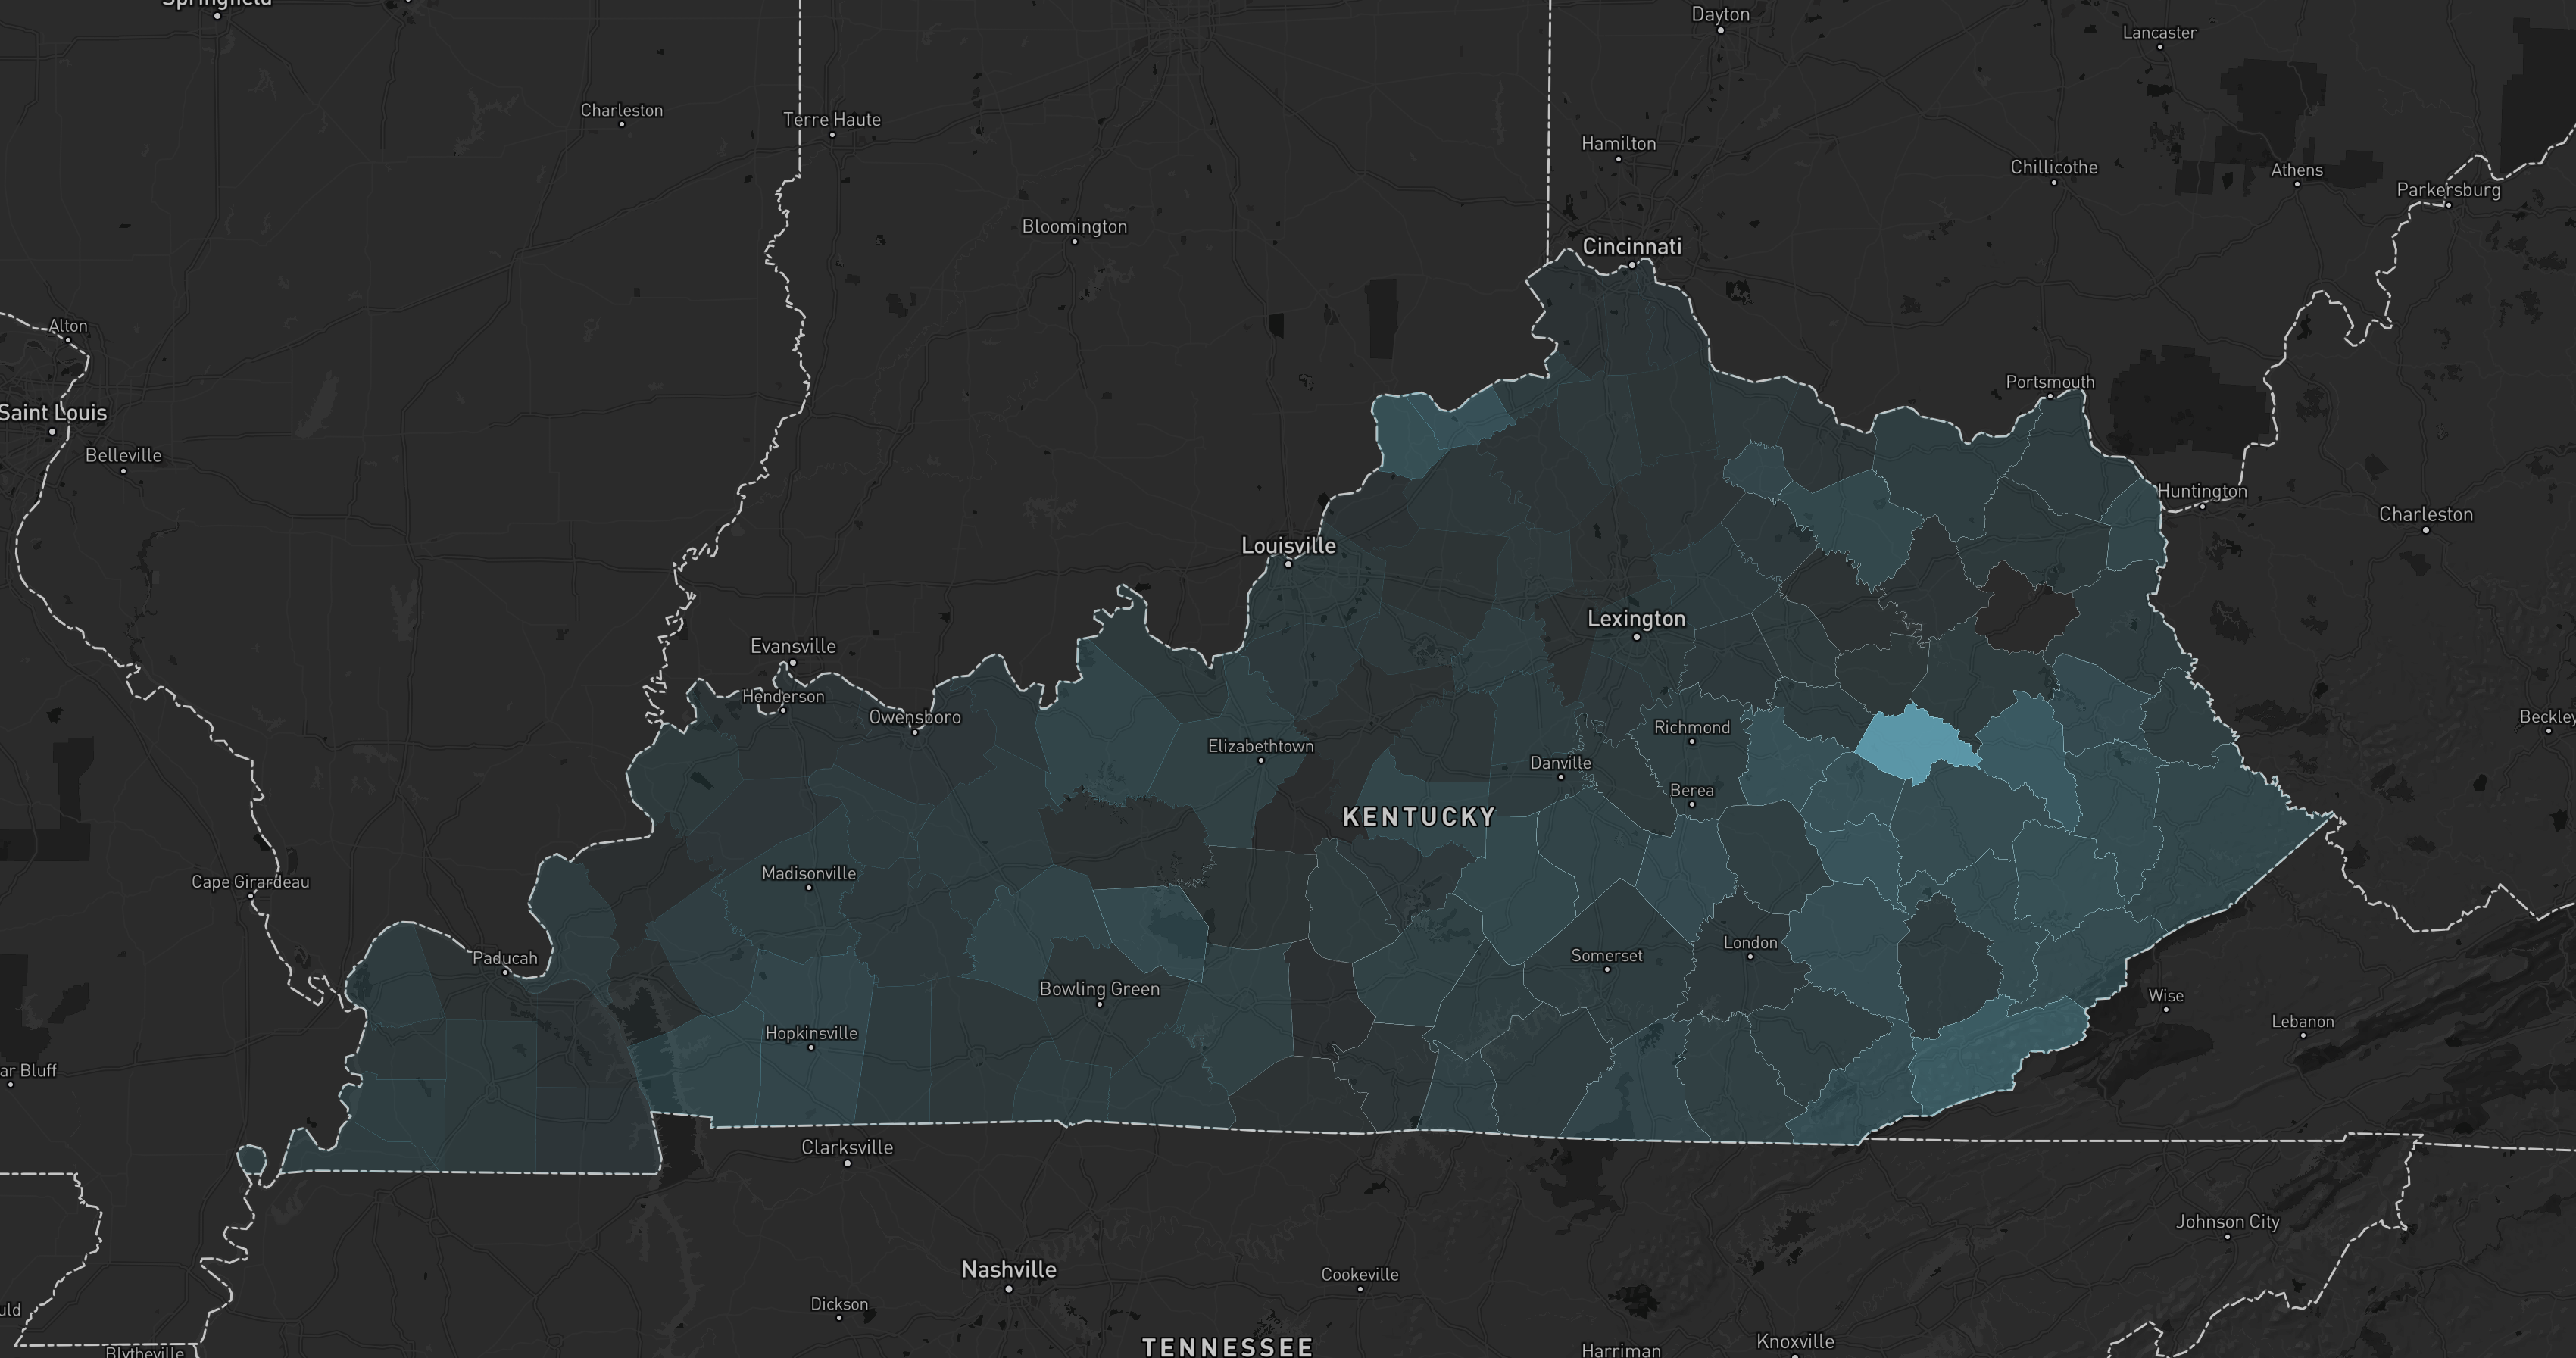 Springfield
Dayton
Lancaster
Charleston
Terre Haute
Hamilton
Chillicothe
Athens
Parkersburg
Bloomington
Cincinnati
Alton
Portsmouth
Saint Louis
Belleville
Huntington
Charleston
Louisville
Lexington
Evansville
Henderson
Owensboro
Beckley
Richmond
Elizabethtown
Danville
Berea
KENTUCKY
Madisonville
Cape Girardeau
London
Somerset
Paducah
Bowling Green
Wise
Lebanon
Hopkinsville
ar Bluff
Clarksville
Johnson City
Nashville
Cookeville
Dickson
uld
Knoxville
TENNESSEE
Harriman
Blytheville